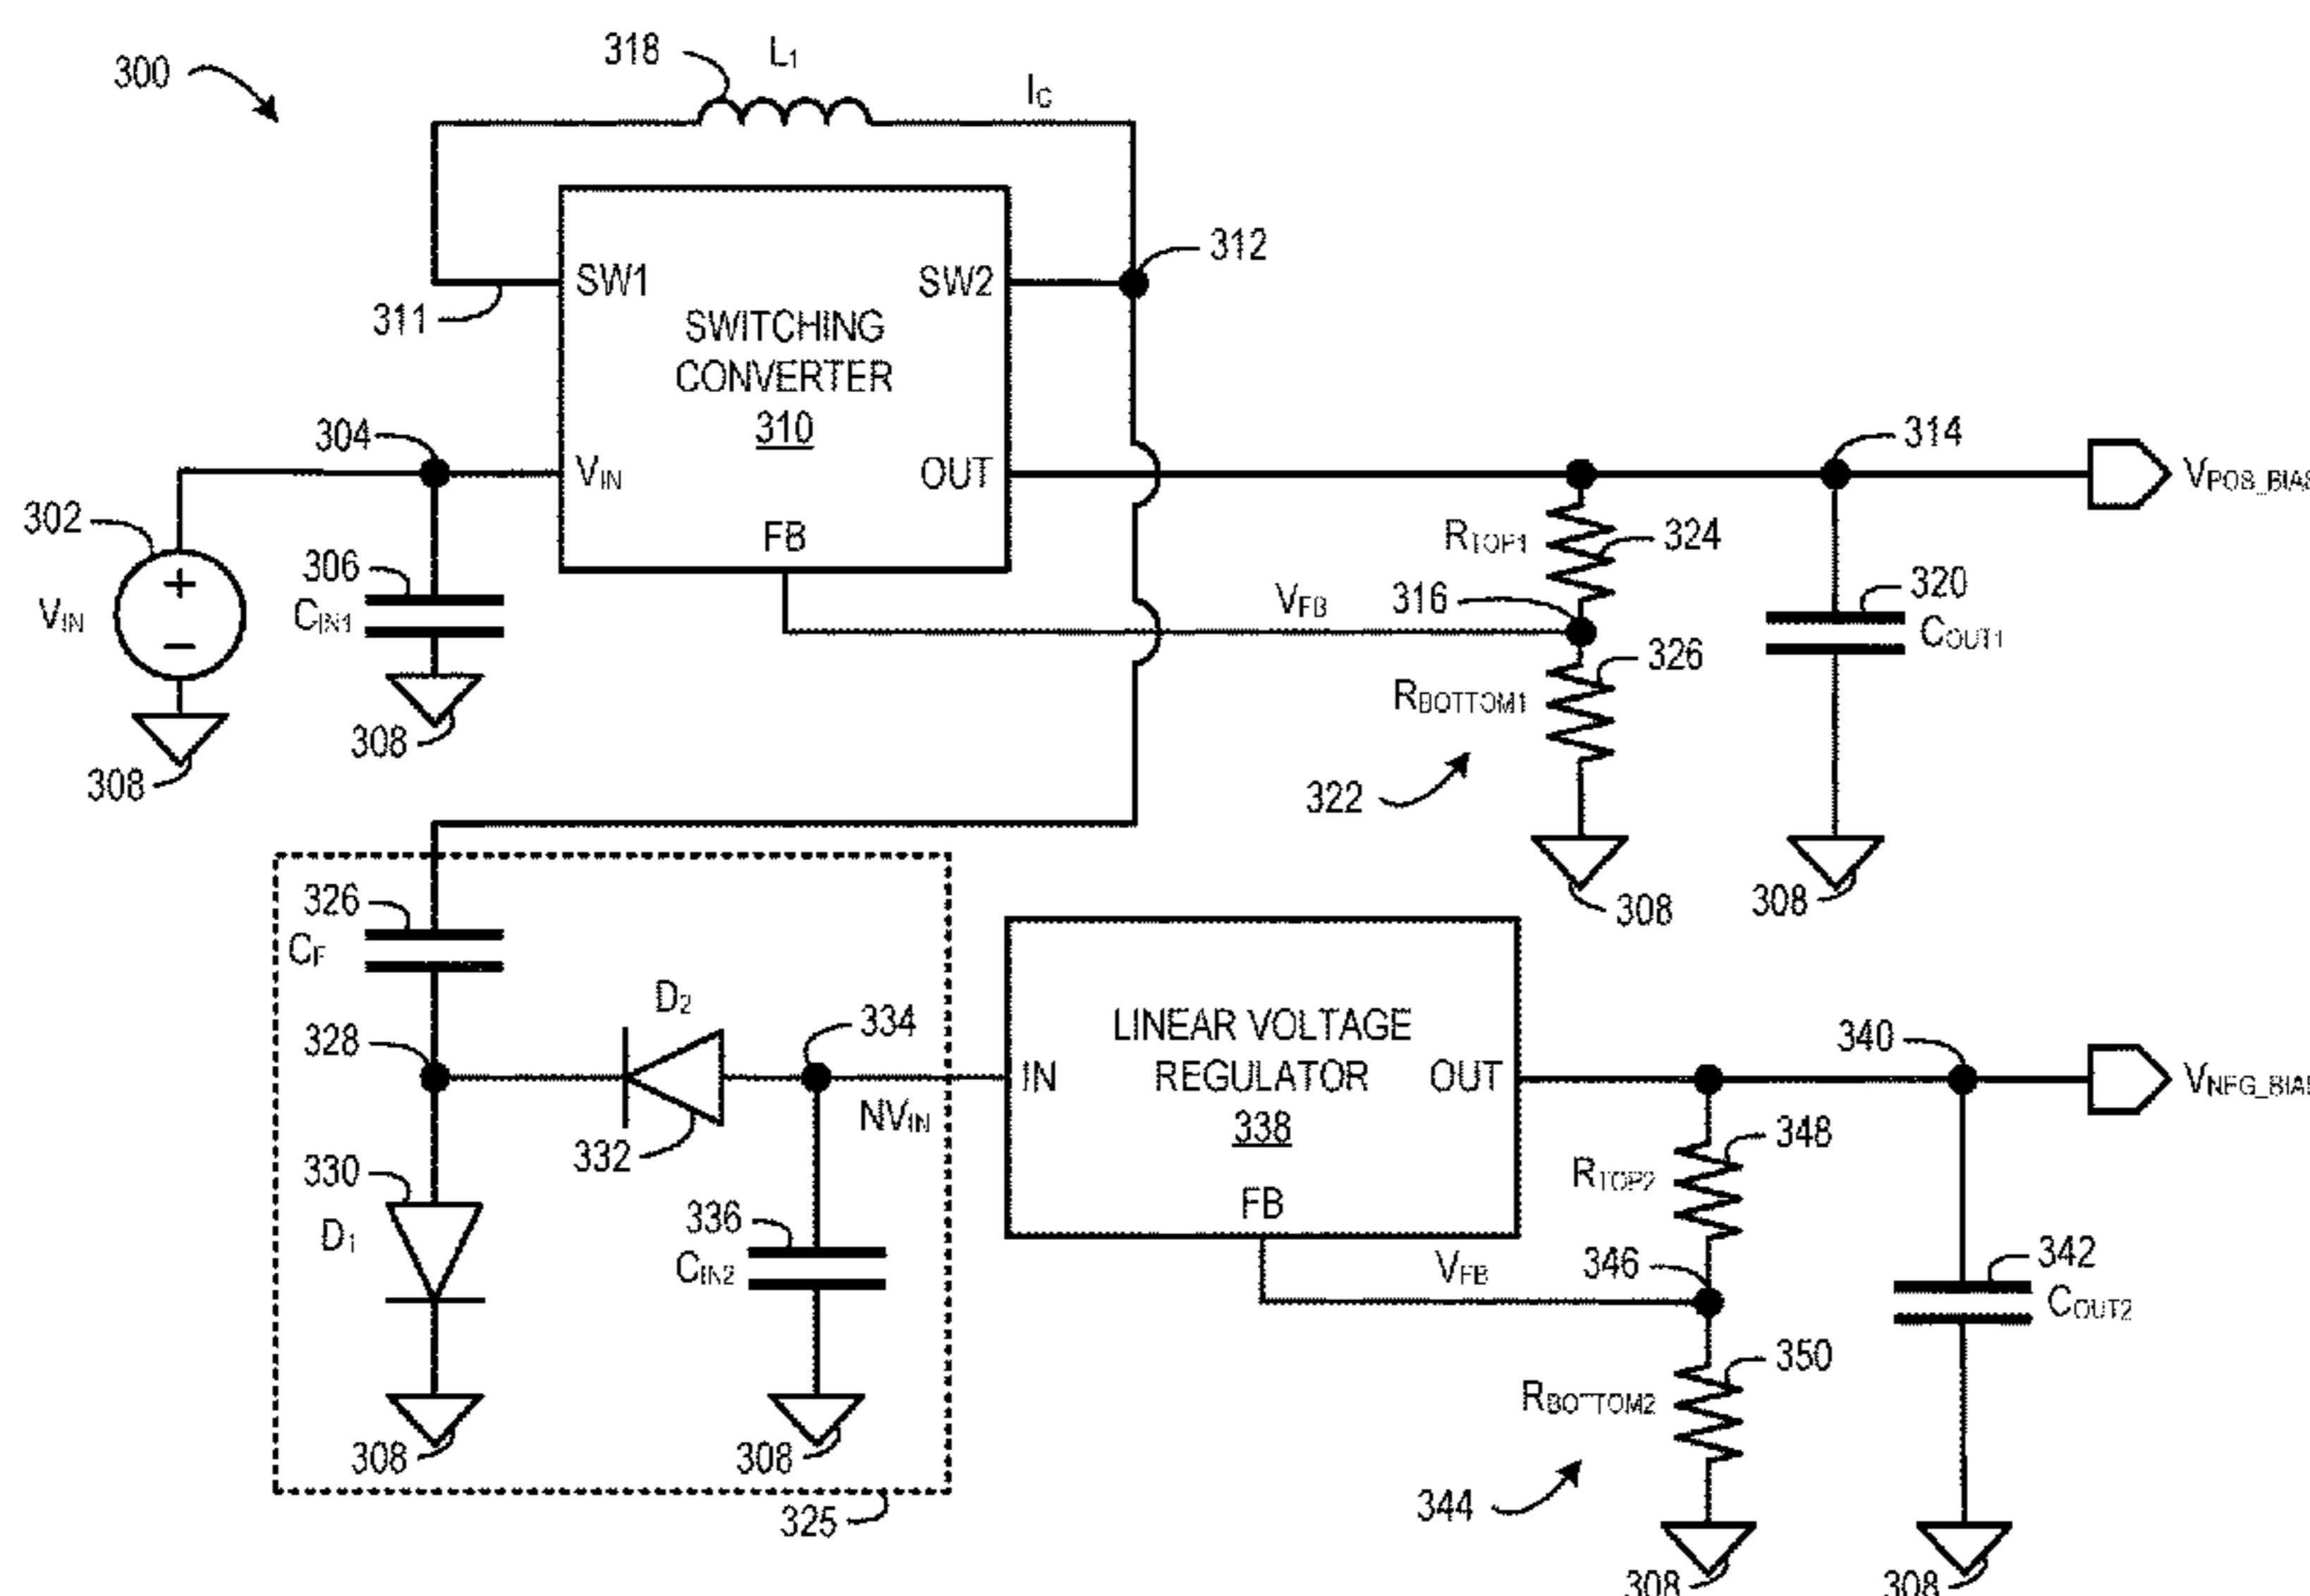 300
318
L1
IC
312
SW1
SW2
311
SWITCHING
CONVERTER
310
304
314
VIN
OUT
VPOS_BIAS
302
FB
RTOP1
324
306
VFB
316
320
VIN
CIN1
COUT1
326
RBOTTOM1
308
308
322
326
308
308
CF
D2
334
LINEAR VOLTAGE
328
340
REGULATOR
IN
OUT
VNEG_BIAS
NVIN
338
348
332
330
RTOP2
336
FB
D1
342
CIN2
VFB
346
COUT2
350
RBOTTOM2
308
308
344
325
308
308